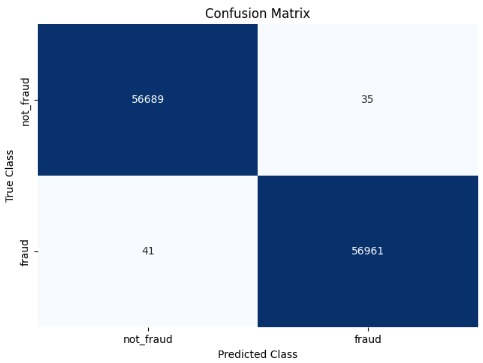 Confusion Matrix
True Class
not_fraud
56689
35
fraud
41
56961
not_fraud
fraud
Predicted Class